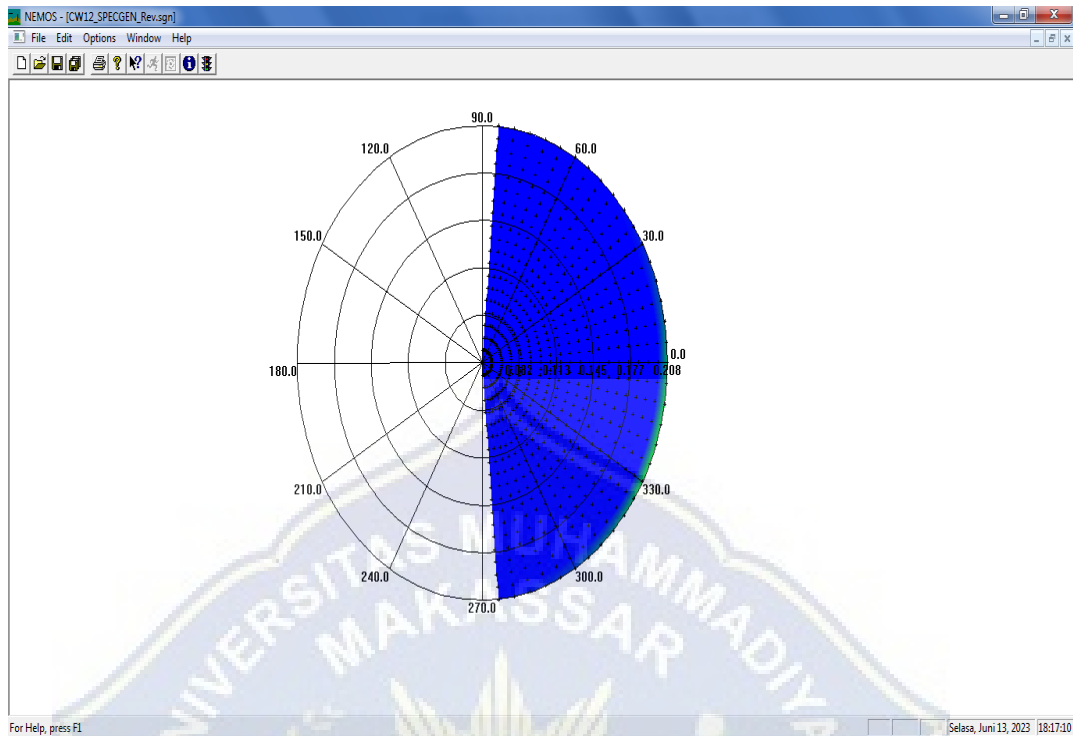 NEMOS - [CW12_SPECGEN_Rev.sgn]
File Edit Options Window Help
90.0
120.0 60.0
150.0 30.0
0.0
180.0 0.113 0.145 0.177 0.208
210.0 330.0
240.0 300.0
270.0
UNIVERSITAS MUHAMMADIYA
MAKASSAR
For Help, press F1 Selasa, Juni 13, 2023 18:17:10